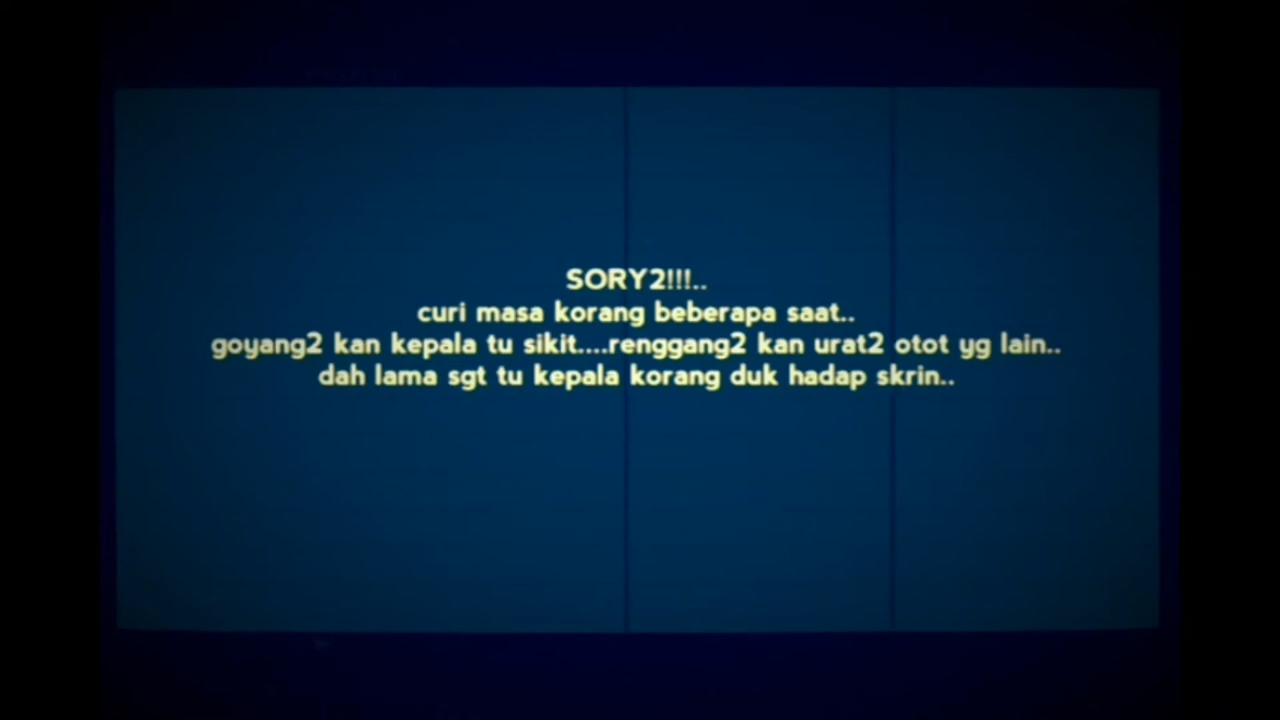 SORY2!!!..
curi masa korang beberapa saat..
goyang2 kan kepala tu sikit....renggang2 kan urat2 otot yg lain..
dah lama sgt tu kepala korang duk hadap skrin..